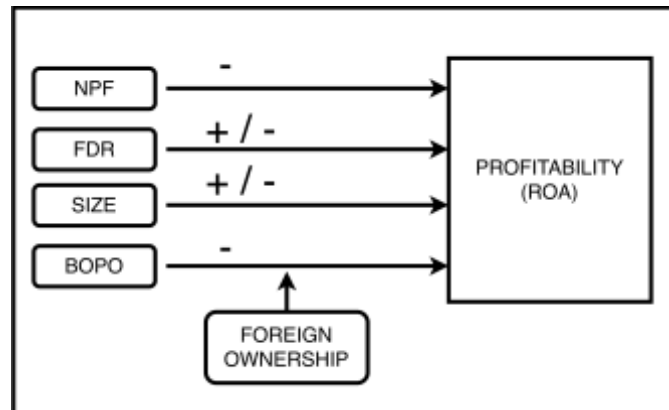 -
NPF
+ / -
FDR
+ / -
SIZE
-
BOPO
PROFITABILITY
(ROA)
FOREIGN
OWNERSHIP